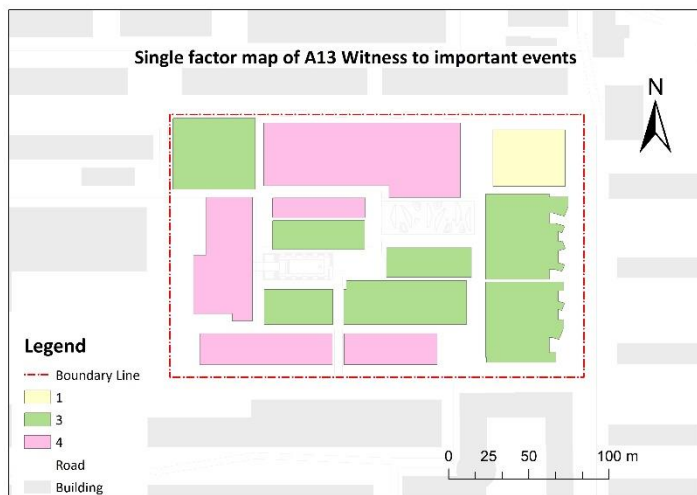 Single factor map of A13 Witness to important events
N
Legend
Boundary Line
1
3
4
Road
Building
0 25 50 100 m